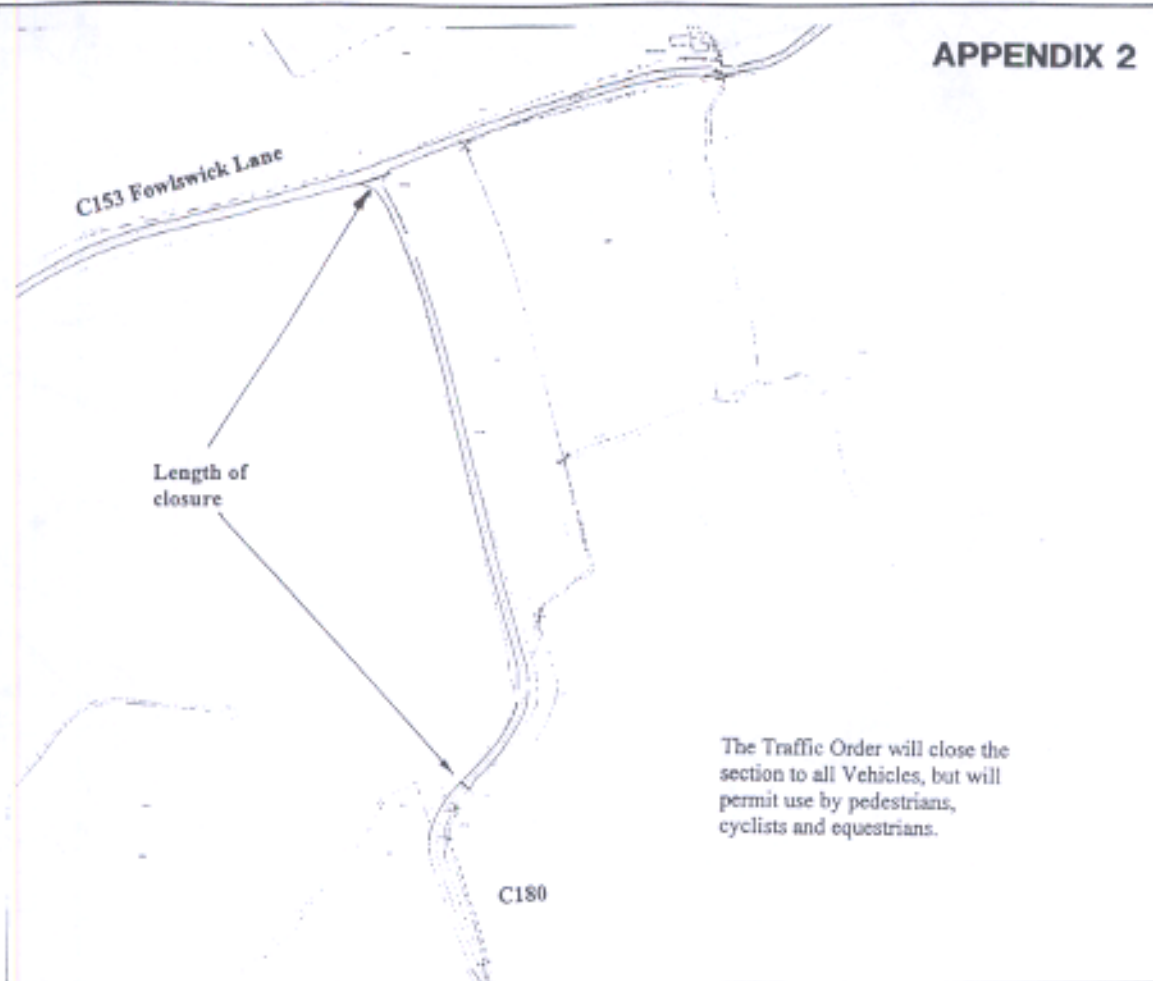 APPENDIX 2
C153 Fowlswick Lane
Length of
closure
The Traffic Order will close the
section to all Vehicles, but will
permit use by pedestrians,
cyclists and equestrians.
C180